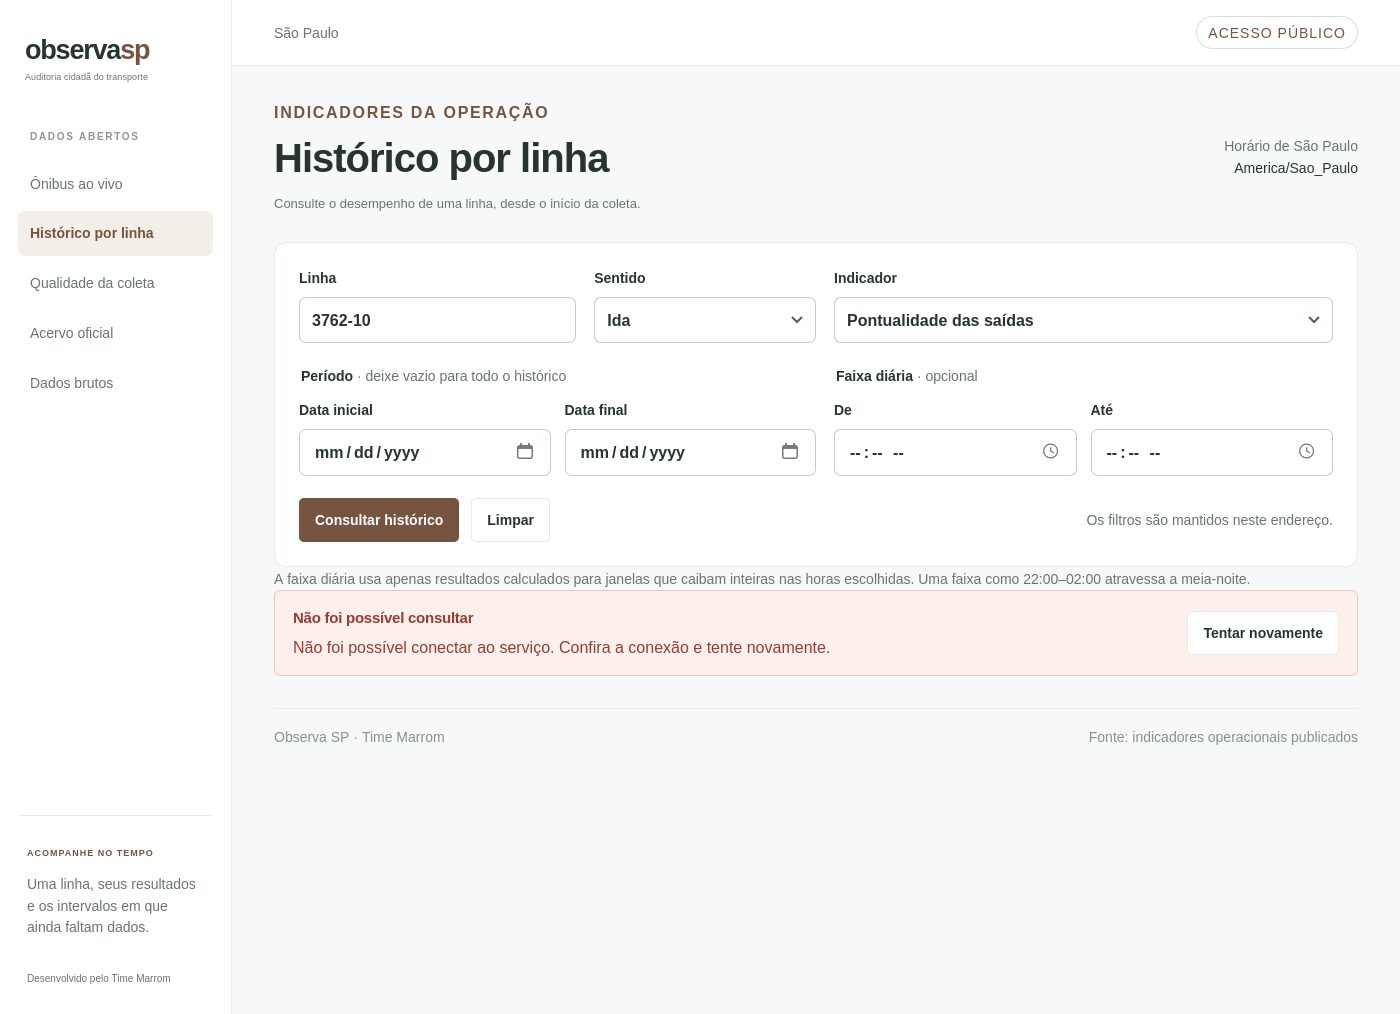 observasp
Auditoria cidadã do transporte
DADOS ABERTOS
Ônibus ao vivo
Histórico por linha
Qualidade da coleta
Acervo oficial
Dados brutos
ACOMPANHE NO TEMPO
Uma linha, seus resultados
e os intervalos em que
ainda faltam dados.
Desenvolvido pelo Time Marrom
São Paulo
ACESSO PÚBLICO
INDICADORES DA OPERAÇÃO
Histórico por linha
Horário de São Paulo
America/Sao_Paulo
Consulte o desempenho de uma linha, desde o início da coleta.
Linha
Sentido
Indicador
3762-10
Ida
Pontualidade das saídas
Período · deixe vazio para todo o histórico
Faixa diária · opcional
Data inicial
Data final
De
Até
mm/dd/yyyy
mm/dd/yyyy
--:-- --
--:-- --
Consultar histórico
Limpar
Os filtros são mantidos neste endereço.
A faixa diária usa apenas resultados calculados para janelas que caibam inteiras nas horas escolhidas. Uma faixa como 22:00–02:00 atravessa a meia-noite.
Não foi possível consultar
Não foi possível conectar ao serviço. Confira a conexão e tente novamente.
Tentar novamente
Observa SP · Time Marrom
Fonte: indicadores operacionais publicados